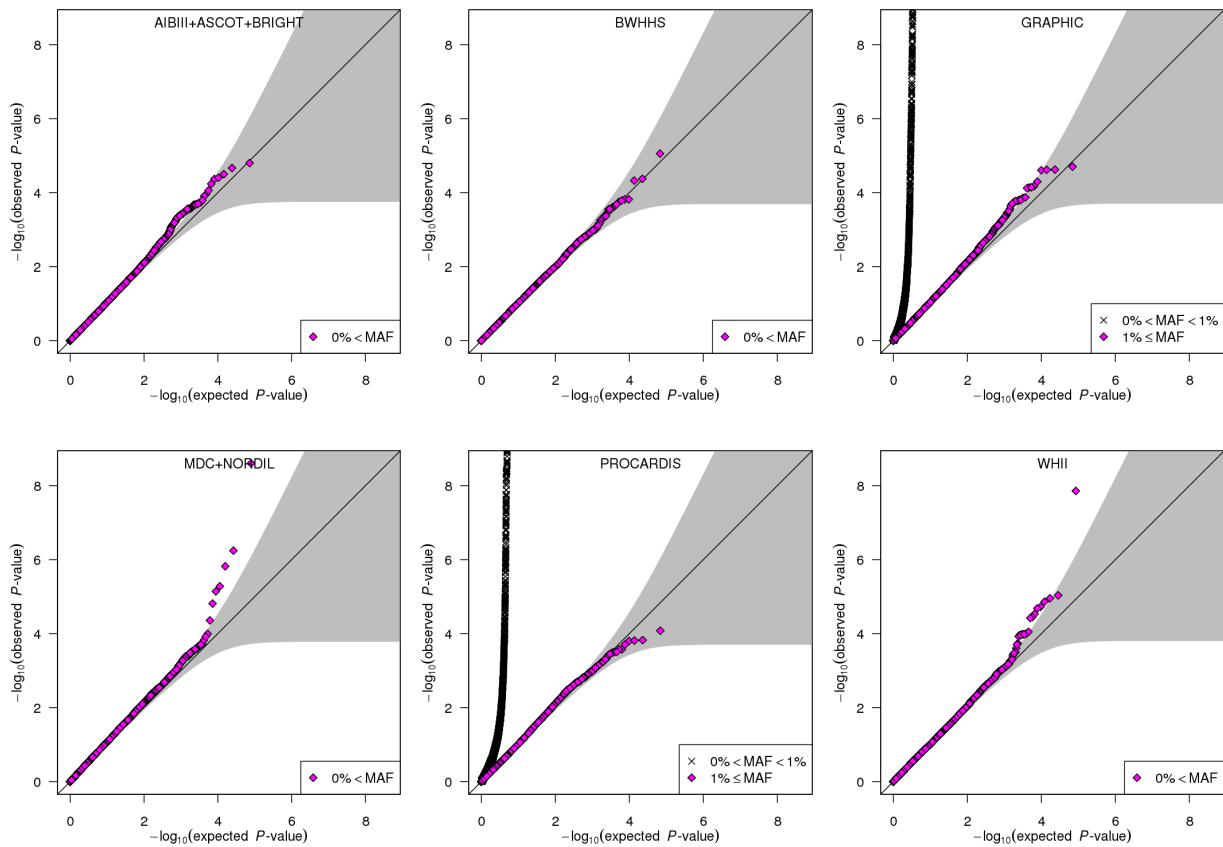 AIBIII+ASCOT+BRIGHT
8
6
4
2
0
−log10(observed P-value)
0% < MAF
0 2 4 6 8
−log10(expected P-value)
BWHHS
8
6
4
2
0
−log10(observed P-value)
0% < MAF
0 2 4 6 8
−log10(expected P-value)
GRAPHIC
8
6
4
2
0
−log10(observed P-value)
0% < MAF < 1%
1% ≤ MAF
0 2 4 6 8
−log10(expected P-value)
MDC+NORDIL
8
6
4
2
0
−log10(observed P-value)
0% < MAF
0 2 4 6 8
−log10(expected P-value)
PROCARDIS
8
6
4
2
0
−log10(observed P-value)
0% < MAF < 1%
1% ≤ MAF
0 2 4 6 8
−log10(expected P-value)
WHII
8
6
4
2
0
−log10(observed P-value)
0% < MAF
0 2 4 6 8
−log10(expected P-value)